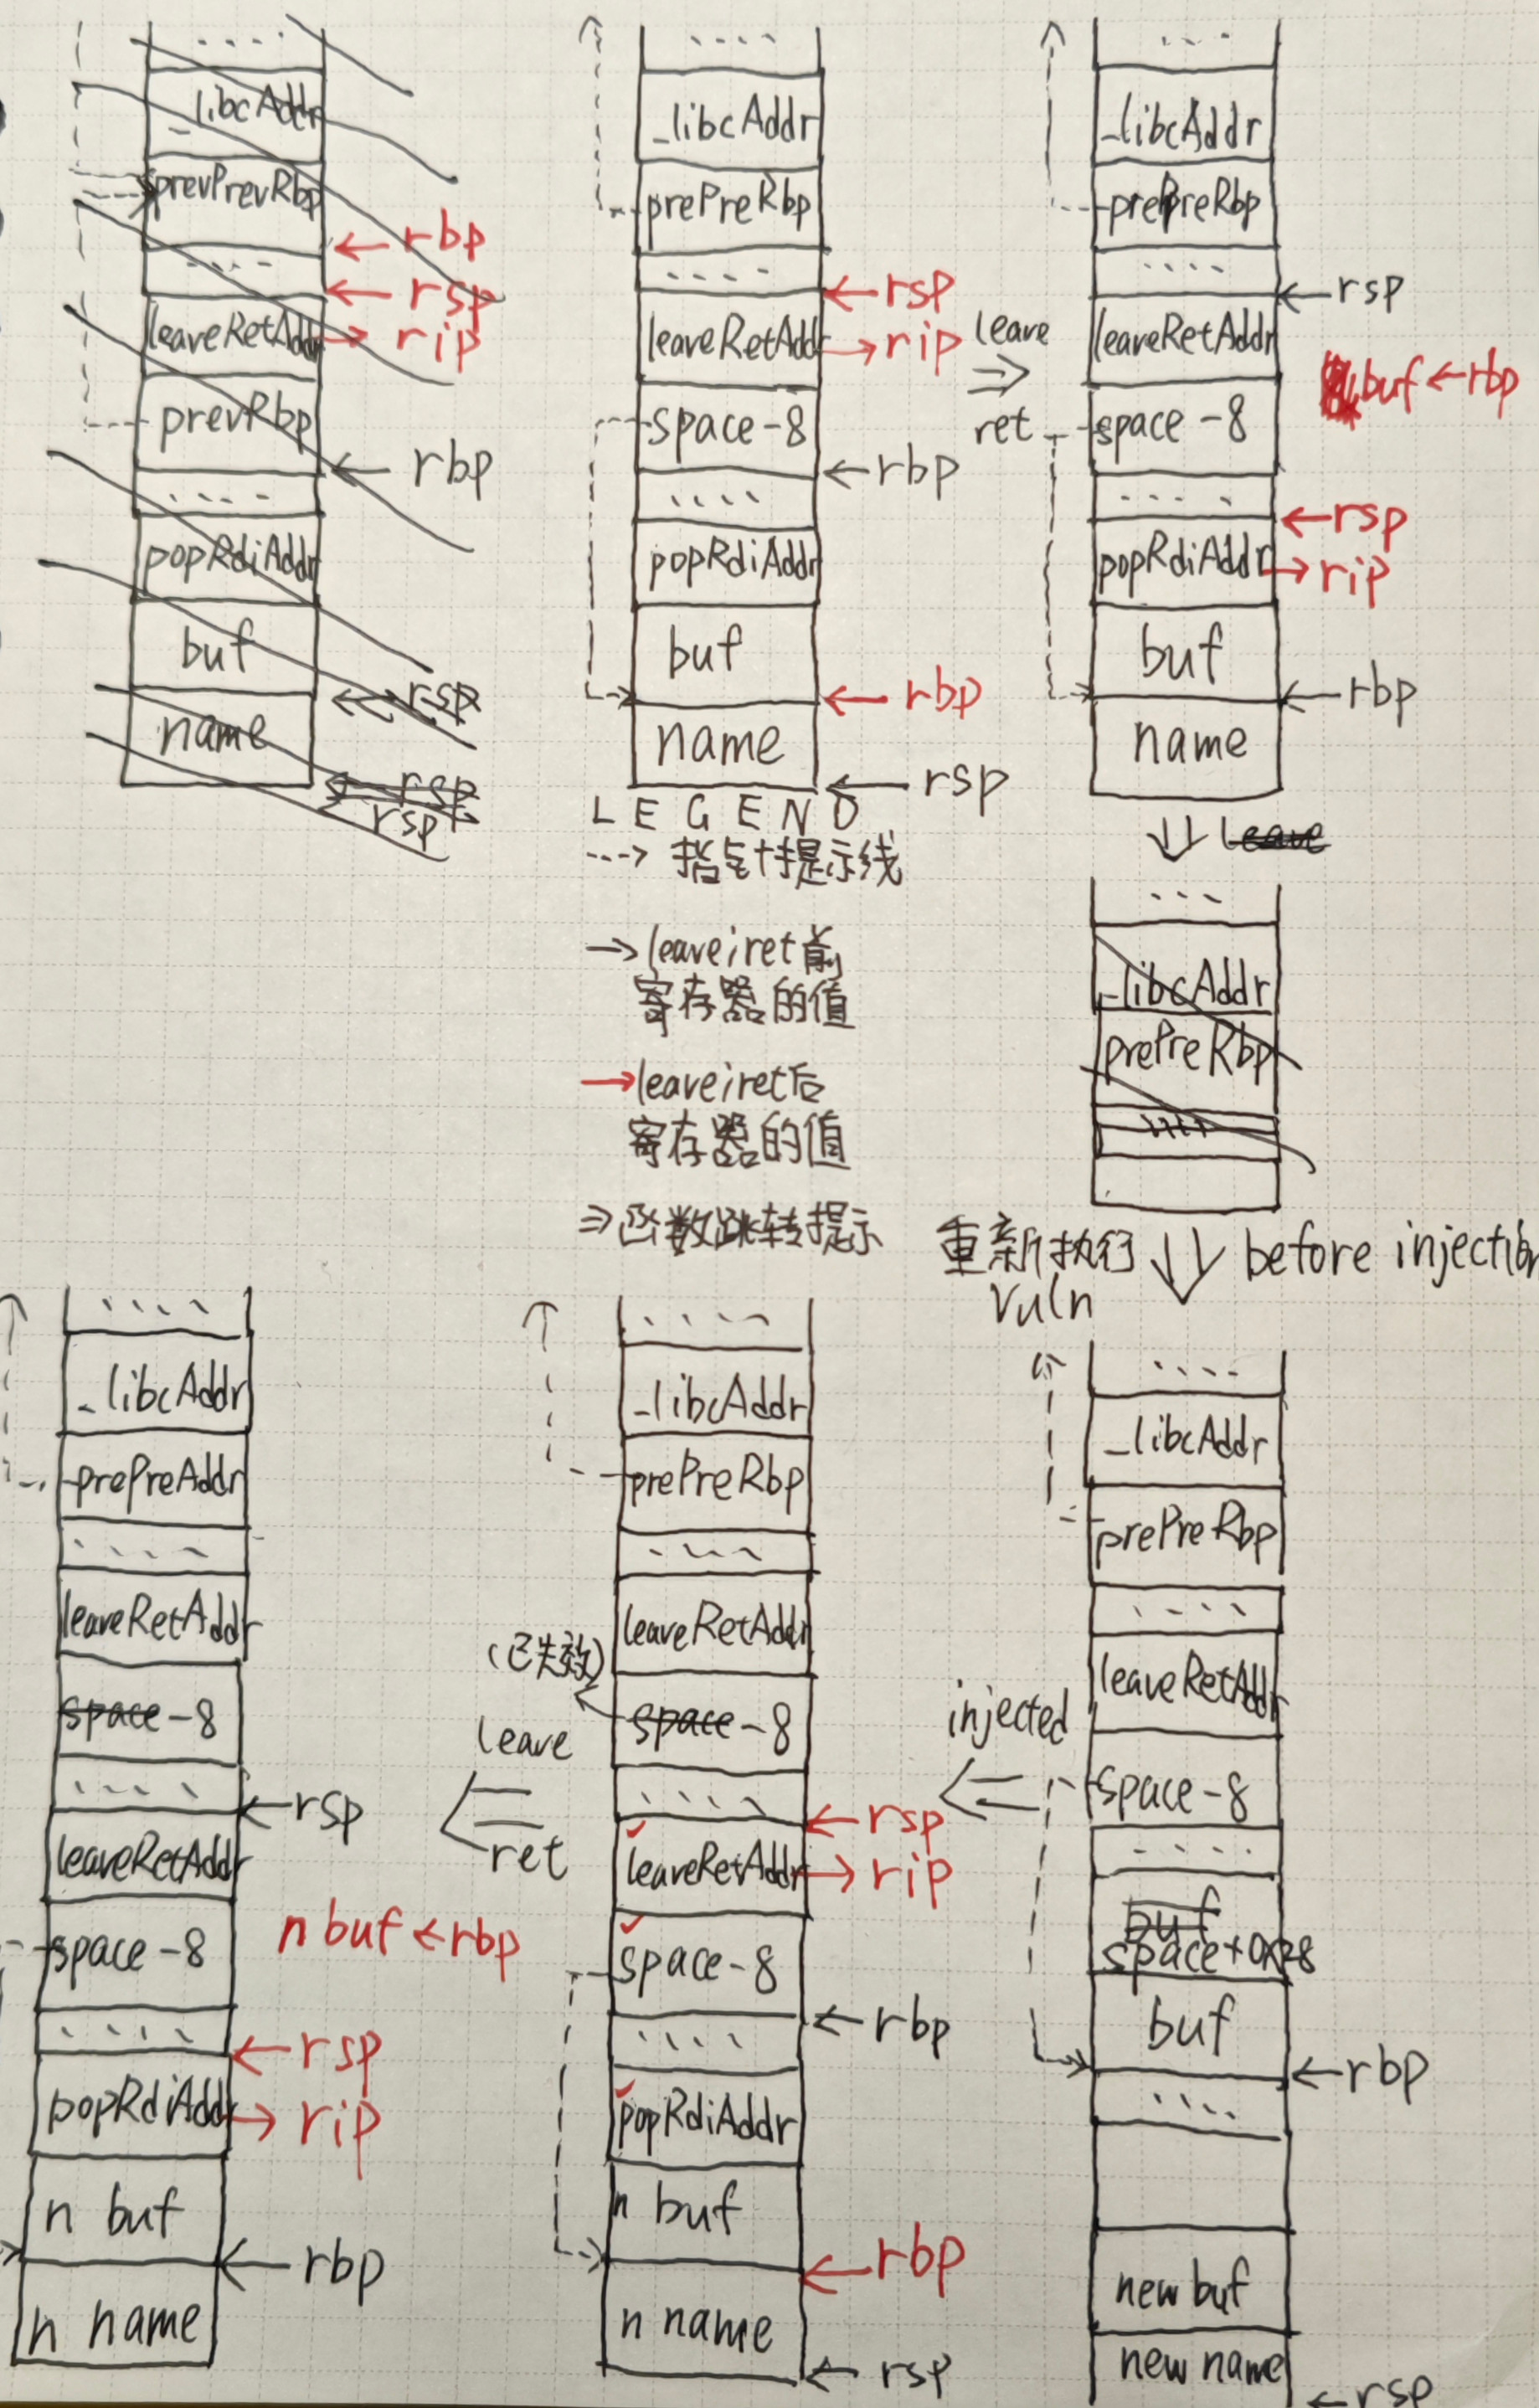 _libcAddr
prevPrevRbp
← rbp
← rsp
leaveRetAddr → rip
prevRbp
← rbp
popRdiAddr
buf
← rsp
name
← rsp
rsp
_libcAddr
prePreRbp
← rsp
leaveRetAddr → rip
space-8
← rbp
popRdiAddr
buf
← rbp
name
← rsp
leave
⇒
ret
_libcAddr
prePreRbp
← rsp
leaveRetAddr
buf ← rbp
space-8
← rsp
popRdiAddr → rip
buf
← rbp
name
LEGEND
⇢ 指针提示线
→ leave;ret前
寄存器的值
→ leave;ret后
寄存器的值
⇒ 函数跳转提示
leave
_libcAddr
prePreRbp
重新执行
vuln
before injection
_libcAddr
prePreRbp
leaveRetAddr
space-8
buf
space+0x28
buf
← rbp
new buf
new name
← rsp
injected
_libcAddr
prePreRbp
leaveRetAddr
(已失效)
space-8
← rsp
leaveRetAddr → rip
space-8
← rbp
popRdiAddr
n buf
← rbp
n name
← rsp
leave
ret
_libcAddr
prePreAddr
leaveRetAddr
space-8
← rsp
leaveRetAddr
n buf ← rbp
space-8
← rsp
popRdiAddr → rip
n buf
← rbp
n name